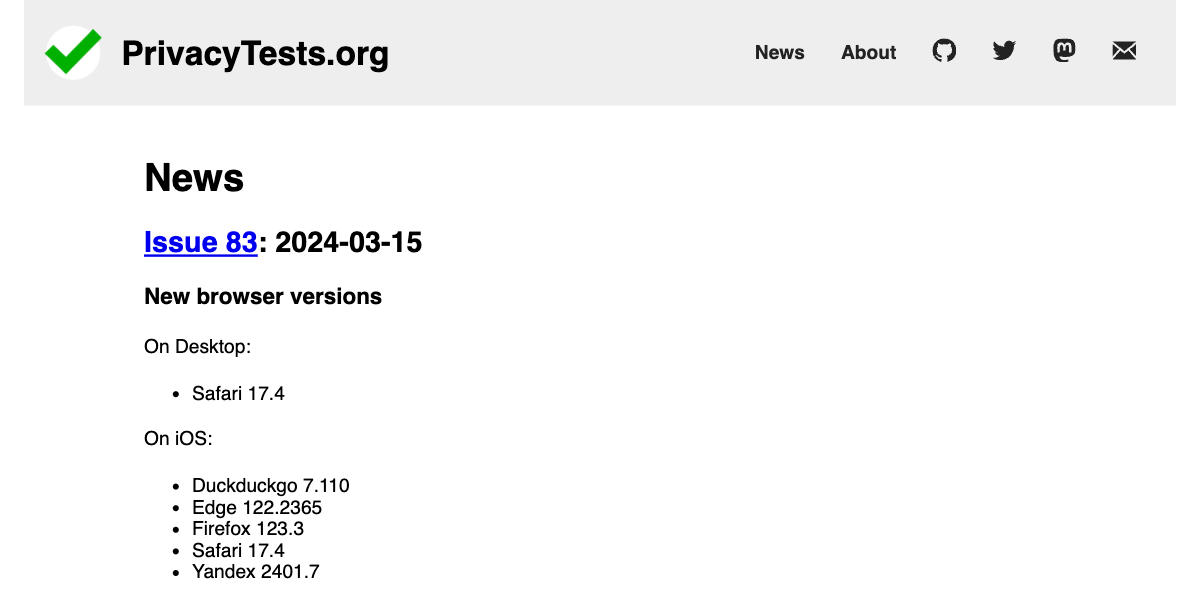 PrivacyTests.org
News
About
News
Issue 83: 2024-03-15
New browser versions
On Desktop:
• Safari 17.4
On iOS:
• Duckduckgo 7.110
• Edge 122.2365
• Firefox 123.3
• Safari 17.4
• Yandex 2401.7